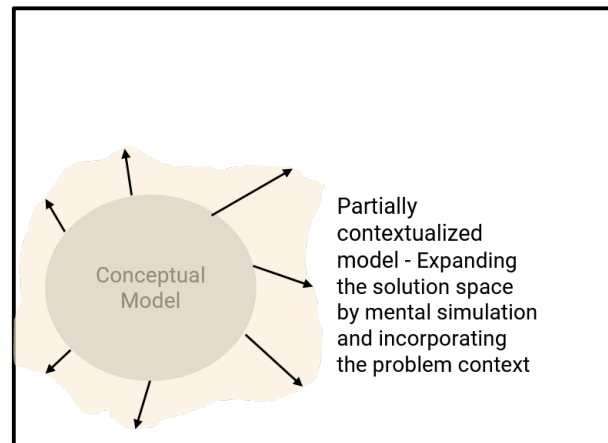 Conceptual
Model
Partially
contextualized
model - Expanding
the solution space
by mental simulation
and incorporating
the problem context